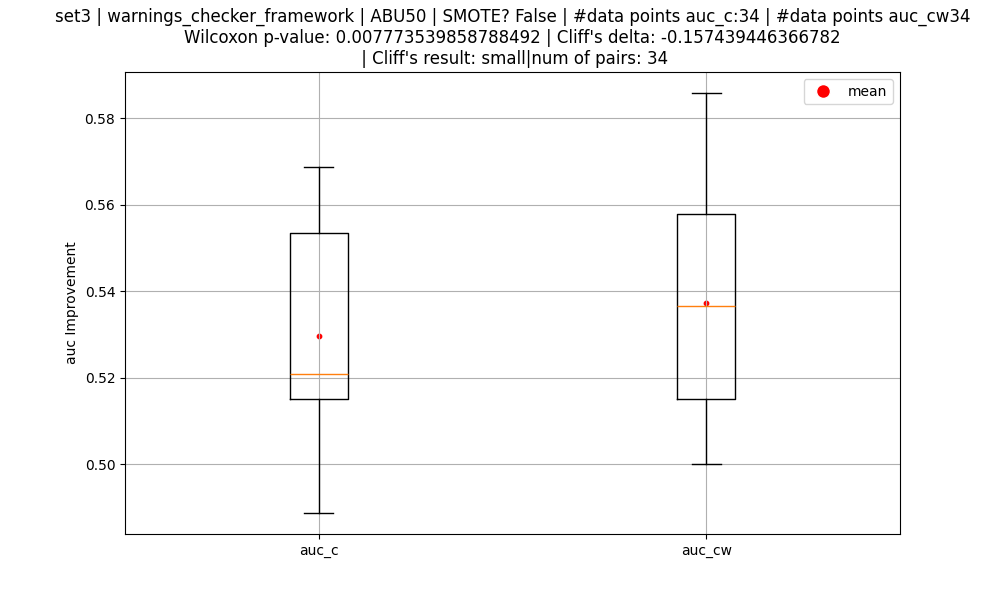 set3 | warnings_checker_framework | ABU50 | SMOTE? False | #data points auc_c:34 | #data points auc_cw34
Wilcoxon p-value: 0.007773539858788492 | Cliff's delta: -0.157439446366782
| Cliff's result: small|num of pairs: 34
mean
0.58
0.56
0.54
0.52
0.50
auc Improvement
auc_c
auc_cw